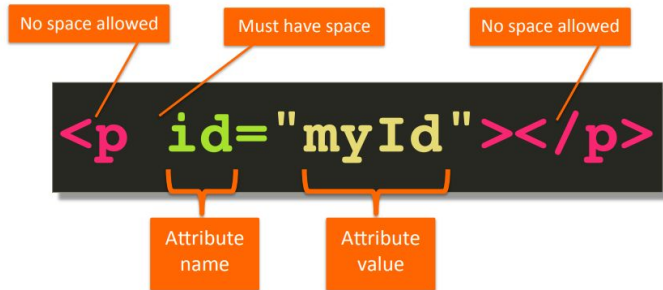 No space allowed
Must have space
No space allowed
<p id="myId"></p>
Attribute
name
Attribute
value